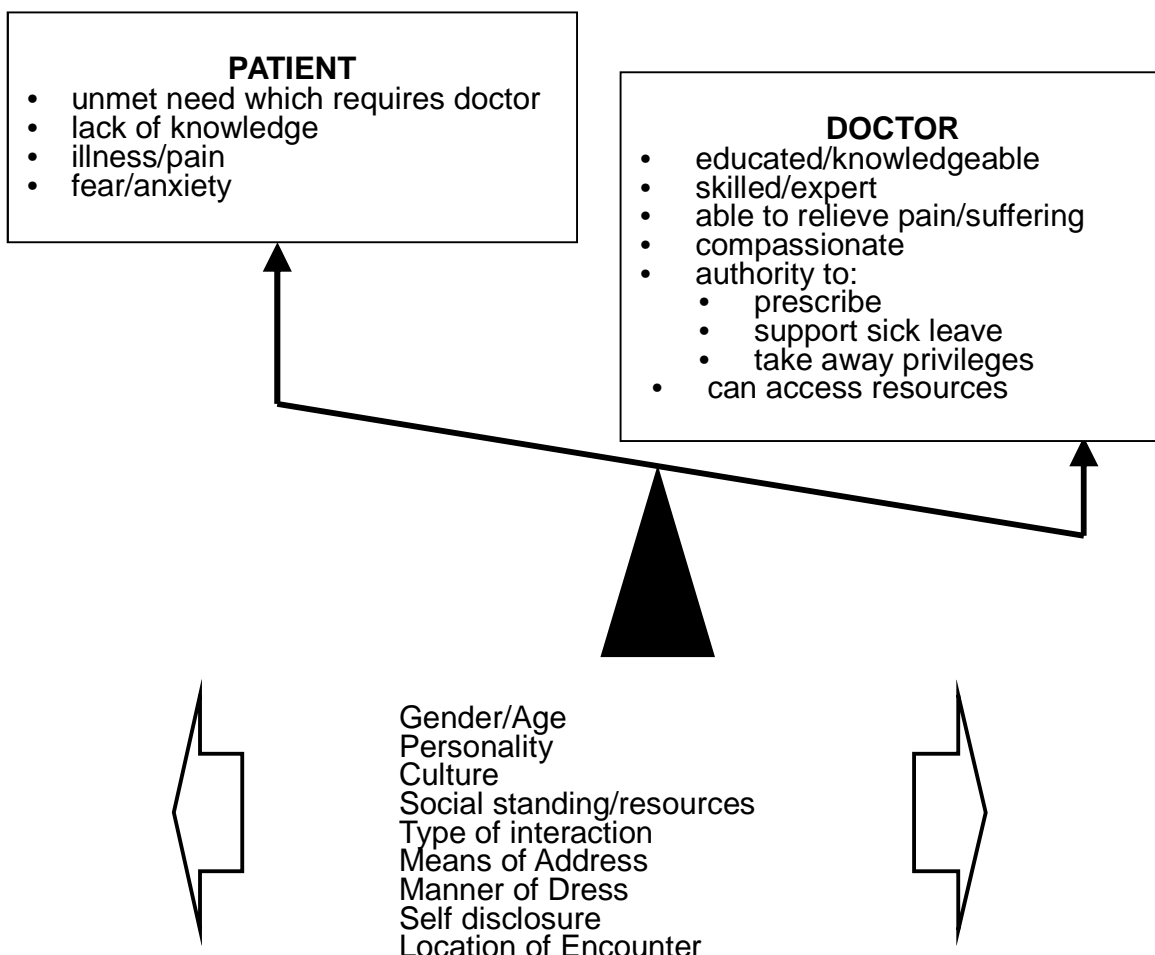 PATIENT
• unmet need which requires doctor
• lack of knowledge
• illness/pain
• fear/anxiety
DOCTOR
• educated/knowledgeable
• skilled/expert
• able to relieve pain/suffering
• compassionate
• authority to:
• prescribe
• support sick leave
• take away privileges
• can access resources
Gender/Age
Personality
Culture
Social standing/resources
Type of interaction
Means of Address
Manner of Dress
Self disclosure
Location of Encounter